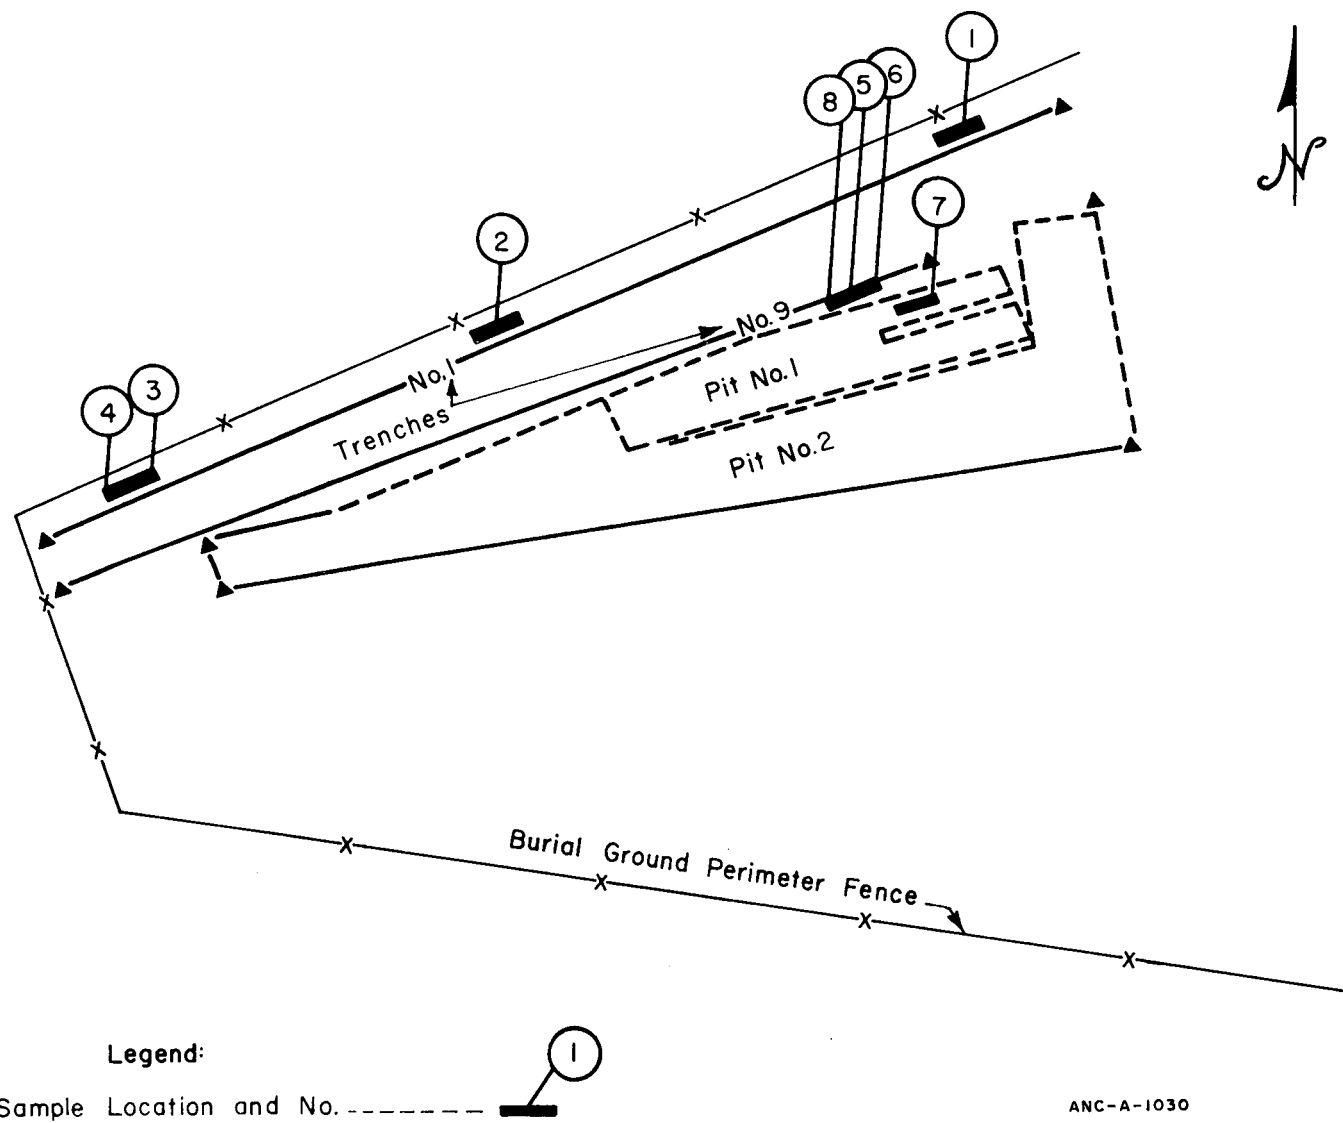 1
6
5
8
N
7
2
No. 9
3
4
No. 1
Pit No. 1
Trenches
Pit No. 2
Burial Ground Perimeter Fence
Legend:
1
Sample Location and No.
ANC-A-1030